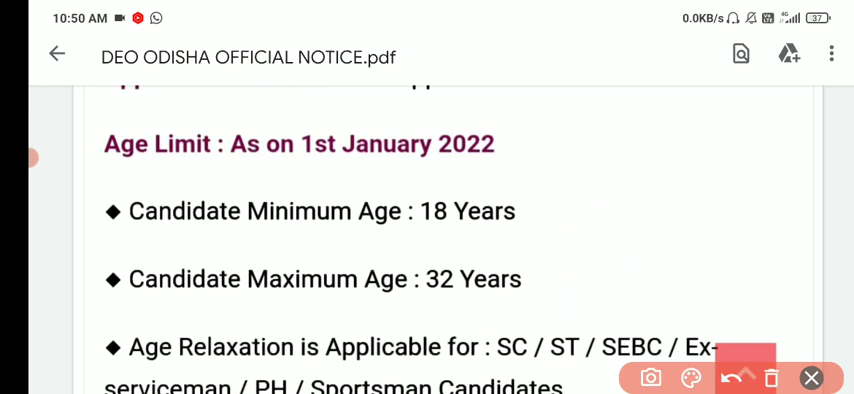 10:50 AM
0.0KB/s 4G 37
DEO ODISHA OFFICIAL NOTICE.pdf
Age Limit : As on 1st January 2022
◆ Candidate Minimum Age : 18 Years
◆ Candidate Maximum Age : 32 Years
◆ Age Relaxation is Applicable for : SC / ST / SEBC / Ex-
serviceman / PH / Sportsman Candidates